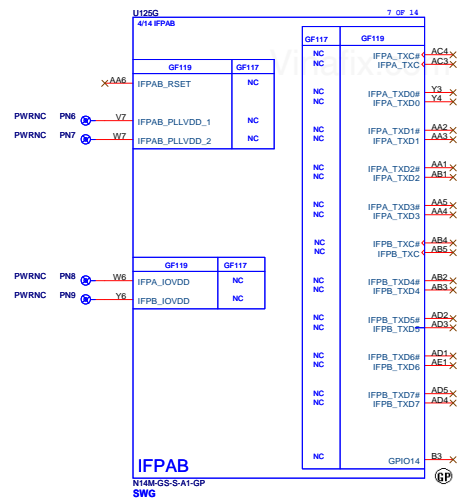 U125G 7 OF 14
4/14 IFPAB
GF117 GF119
NC IFPA_TXC# AC4
NC IFPA_TXC AC3
GF119 GF117
AA6 IFPAB_RSET NC
NC IFPA_TXD0# Y3
NC IFPA_TXD0 Y4
PWRNC PN6 V7 IFPAB_PLLVDD_1 NC
PWRNC PN7 W7 IFPAB_PLLVDD_2 NC
NC IFPA_TXD1# AA2
NC IFPA_TXD1 AA3
NC IFPA_TXD2# AA1
NC IFPA_TXD2 AB1
NC IFPA_TXD3# AA5
NC IFPA_TXD3 AA4
NC IFPB_TXC# AB4
NC IFPB_TXC AB5
GF119 GF117
PWRNC PN8 W6 IFPA_IOVDD NC
PWRNC PN9 Y6 IFPB_IOVDD NC
NC IFPB_TXD4# AB2
NC IFPB_TXD4 AB3
NC IFPB_TXD5# AD2
NC IFPB_TXD5 AD3
NC IFPB_TXD6# AD1
NC IFPB_TXD6 AE1
NC IFPB_TXD7# AD5
NC IFPB_TXD7 AD4
NC GPIO14 B3
IFPAB
GP
N14M-GS-S-A1-GP
SWG